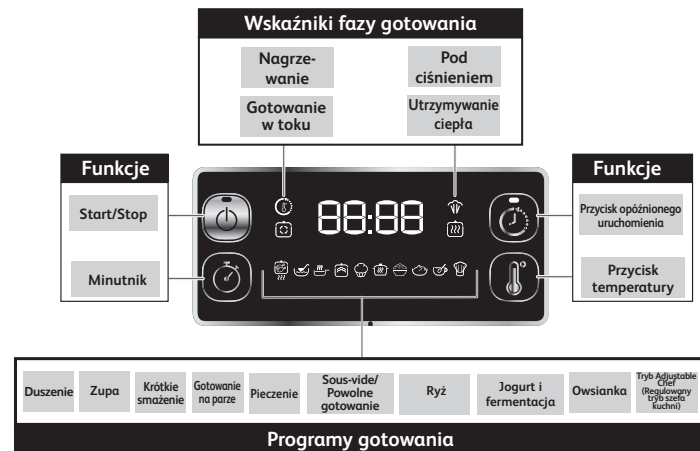 Wskaźniki fazy gotowania
Nagrze-
wanie
Pod
ciśnieniem
Gotowanie
w toku
Utrzymywanie
ciepła
Funkcje
Start/Stop
Minutnik
88:88
Funkcje
Przycisk opóźnionego
uruchomienia
Przycisk
temperatury
Duszenie
Zupa
Krótkie
smażenie
Gotowanie
na parze
Pieczenie
Sous-vide/
Powolne
gotowanie
Ryż
Jogurt i
fermentacja
Owsianka
Tryb Adjustable
Chef
(Regulowany
tryb szefa
kuchni)
Programy gotowania